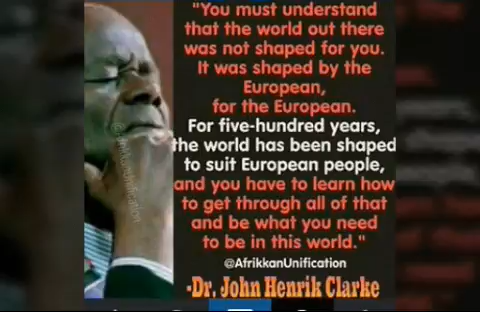 "You must understand
that the world out there
was not shaped for you.
It was shaped by the
European,
for the European.
For five-hundred years,
the world has been shaped
to suit European people,
and you have to learn how
to get through all of that
and be what you need
to be in this world."
@AfrikkanUnification
-Dr. John Henrik Clarke
@AfrikkanUnification